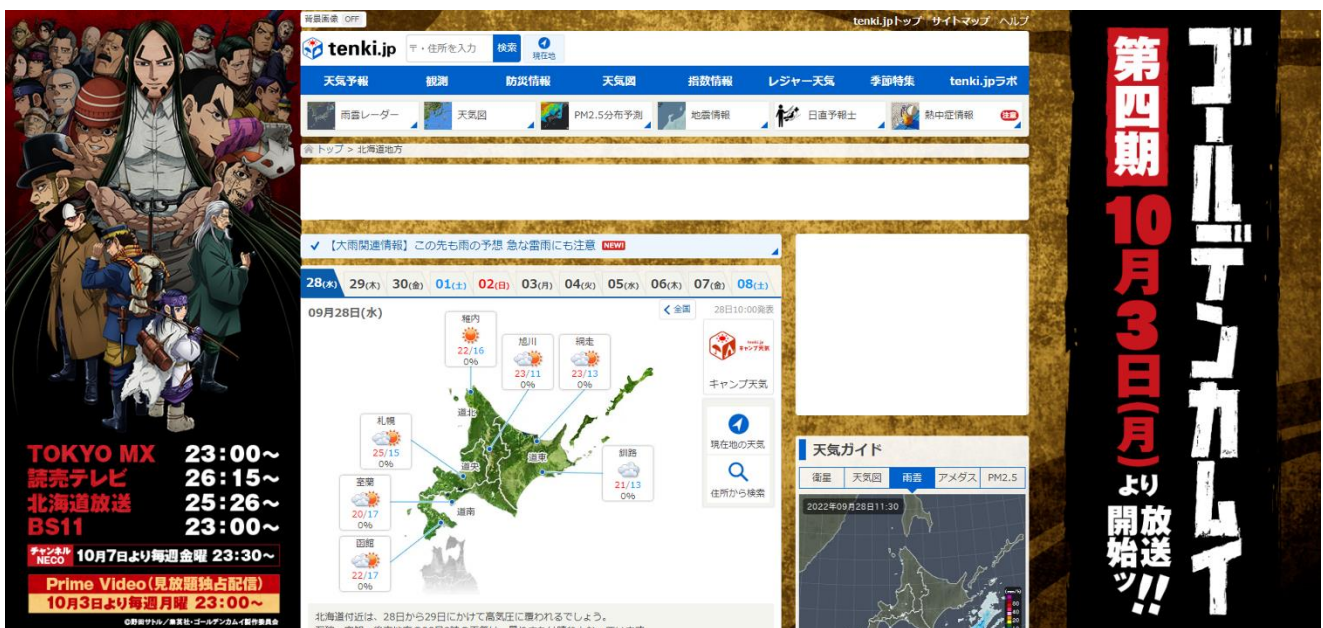 TOKYO MX 23:00~
読売テレビ 26:15~
北海道放送 25:26~
BS11 23:00~
チャンネルNECO 10月7日より毎週金曜 23:30~
Prime Video(見放題独占配信)
10月3日より毎週月曜 23:00~
©野田サトル/集英社・ゴールデンカムイ製作委員会
背景画像 OFF
tenki.jpトップ サイトマップ ヘルプ
tenki.jp
〒・住所を入力 検索 現在地
天気予報 観測 防災情報 天気図 指数情報 レジャー天気 季節特集 tenki.jpラボ
雨雲レーダー 天気図 PM2.5分布予測 地震情報 日直予報士 熱中症情報 注意
トップ > 北海道地方
【大雨関連情報】この先も雨の予想 急な雷雨にも注意 NEW!
28(水) 29(木) 30(金) 01(土) 02(日) 03(月) 04(火) 05(水) 06(木) 07(金) 08(土)
09月28日(水)
全国
28日10:00発表
稚内
22/16
0%
旭川
23/11
0%
網走
23/13
0%
札幌
25/15
0%
釧路
21/13
0%
室蘭
20/17
0%
函館
22/17
0%
道北
道央
道東
道南
tenki.jp
キャンプ天気
キャンプ天気
現在地の天気
住所から検索
北海道付近は、28日から29日にかけて高気圧に覆われるでしょう。
天気ガイド
衛星 天気図 雨雲 アメダス PM2.5
2022年09月28日11:30
(mm/h)
80
40
20
ゴールデンカムイ
第四期 10月3日(月)より放送開始ッ!!